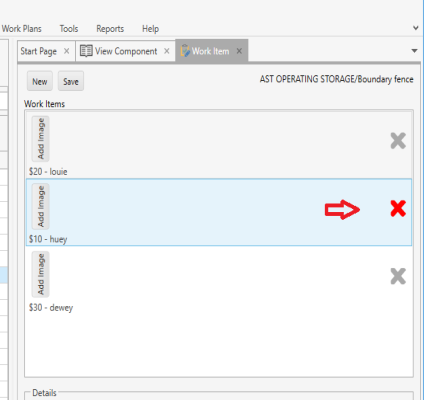 Work Plans Tools Reports Help
Start Page × View Component × Work Item ×
New Save AST OPERATING STORAGE/Boundary fence
Work Items
Add Image
$20 - louie
Add Image
$10 - huey
Add Image
$30 - dewey
Details